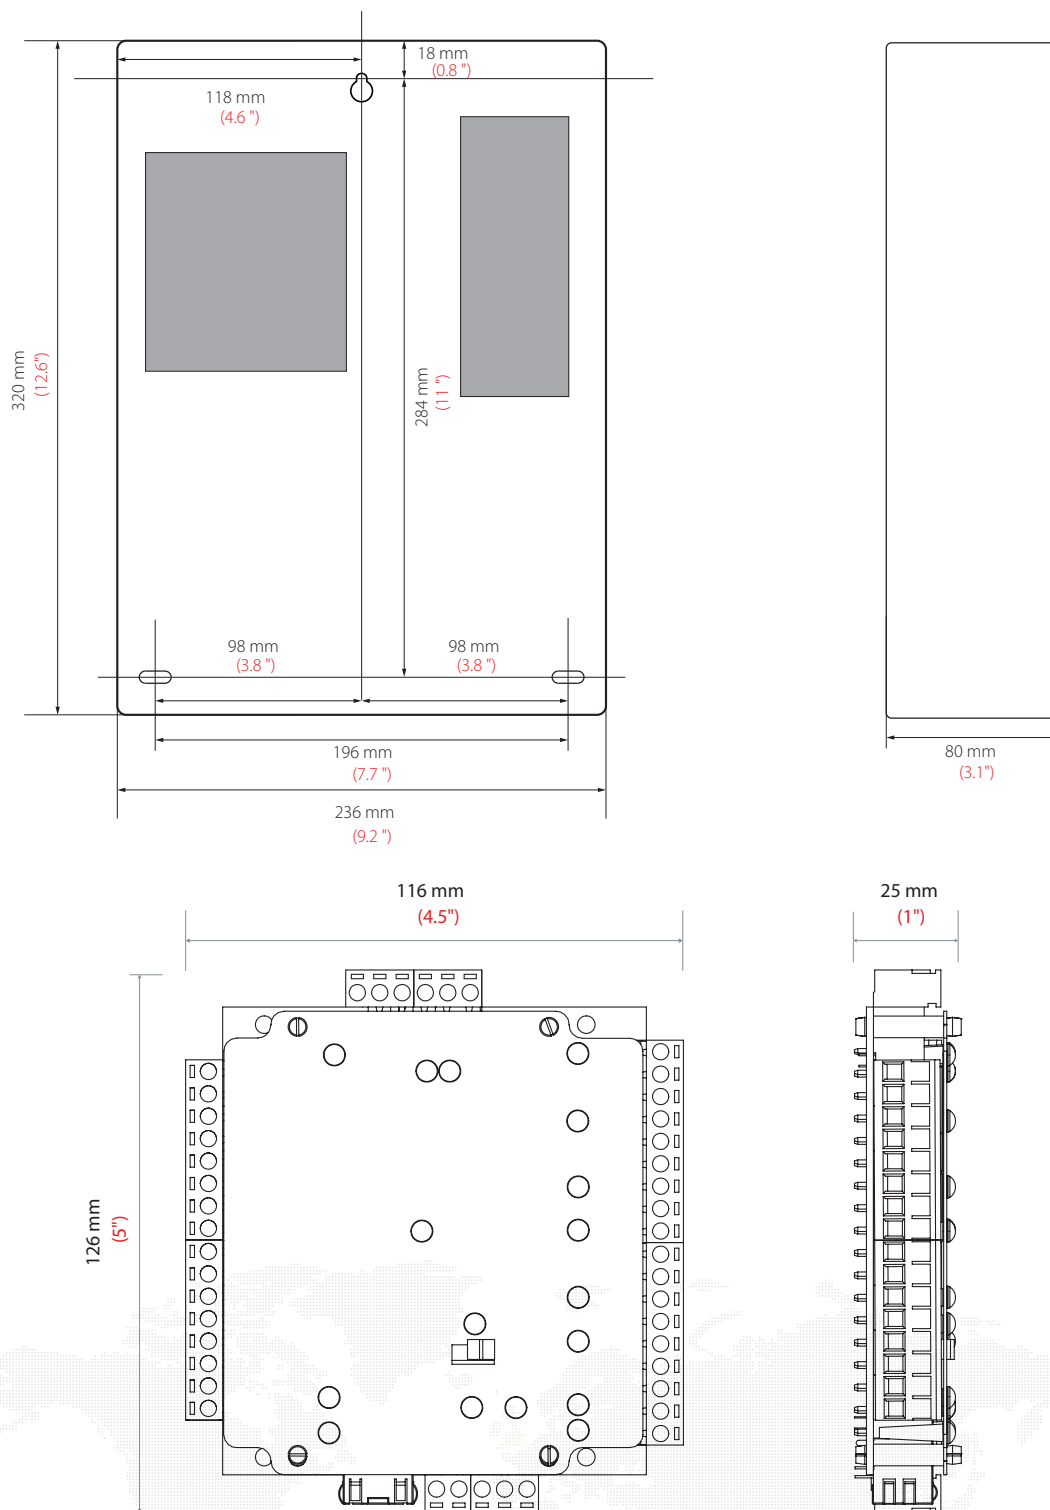 18 mm
(0.8 ")
118 mm
(4.6 ")
320 mm
(12.6")
284 mm
(11 ")
98 mm
(3.8 ")
98 mm
(3.8 ")
196 mm
(7.7 ")
236 mm
(9.2 ")
80 mm
(3.1")
116 mm
(4.5")
25 mm
(1")
126 mm
(5")